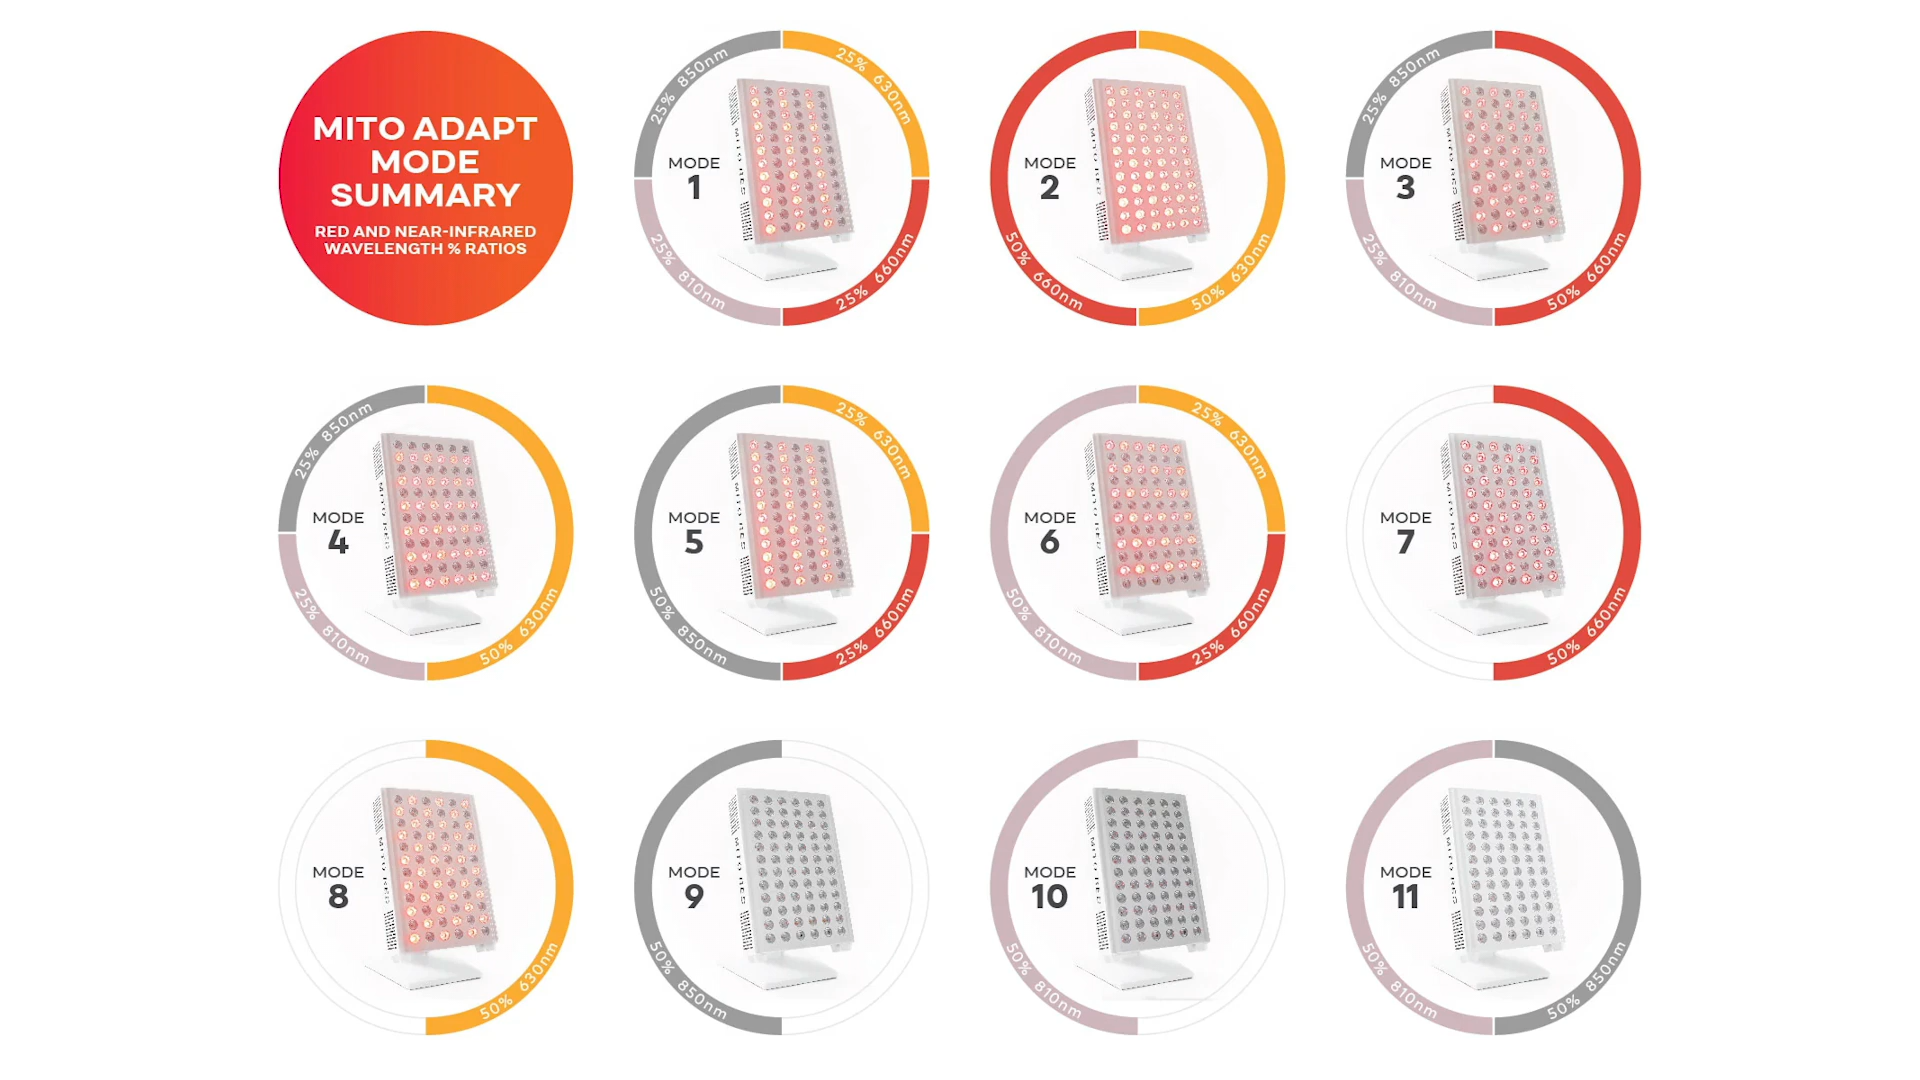 MITO ADAPT
MODE
SUMMARY
RED AND NEAR-INFRARED
WAVELENGTH % RATIOS
MODE
1
25% 850nm
25% 630nm
25% 810nm
25% 660nm
MODE
2
50% 660nm
50% 630nm
MODE
3
25% 850nm
25% 810nm
50% 660nm
MODE
4
25% 850nm
25% 810nm
50% 630nm
MODE
5
25% 630nm
50% 850nm
25% 660nm
MODE
6
25% 630nm
50% 810nm
25% 660nm
MODE
7
50% 660nm
MODE
8
50% 630nm
MODE
9
50% 850nm
MODE
10
50% 810nm
MODE
11
50% 810nm
50% 850nm